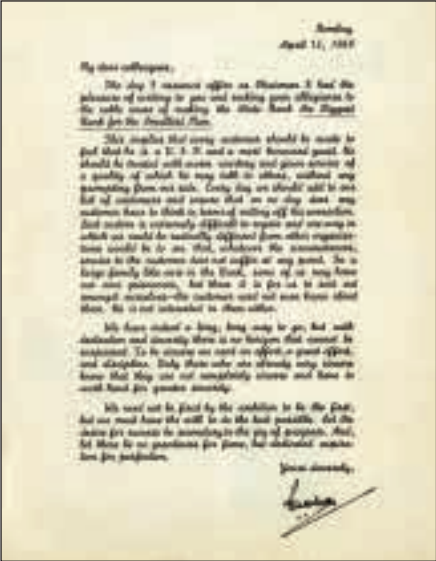 Bombay
April 12, 1969
My dear colleagues,
The day I assumed office as Chairman I had the
pleasure of writing to you and seeking your allegiance to
the noble cause of making the State Bank the Biggest
Bank for the Smallest Man.
This implies that every customer should be made to
feel that he is a V. I. P. and a most honoured guest. He
should be treated with warm courtesy and given service of
a quality of which he may talk to others, without any
prompting from our side. Every day we should add to our
list of customers and ensure that on no day does any
customer have to think in terms of cutting off his connection.
Lost custom is extremely difficult to regain and one way in
which we could be radically different from other organisa-
tions would be to see that, whatever the circumstances,
service to the customer does not suffer at any point. In a
large family like ours in the Bank, some of us may have
our own grievances, but these it is for us to sort out
amongst ourselves—the customer need not even know about
them. He is not interested in them either.
We have indeed a long, long way to go, but with
dedication and sincerity there is no horizon that cannot be
surpassed. To be sincere we need an effort, a great effort,
and discipline. Only those who are already very sincere
know that they are not completely sincere and have to
work hard for greater sincerity.
We need not be fired by the ambition to be the first,
but we must have the will to do the best possible. Let the
desire for success be secondary to the joy of progress. And,
let there be no greediness for fame, but dedicated aspira-
tion for perfection.
Yours sincerely,